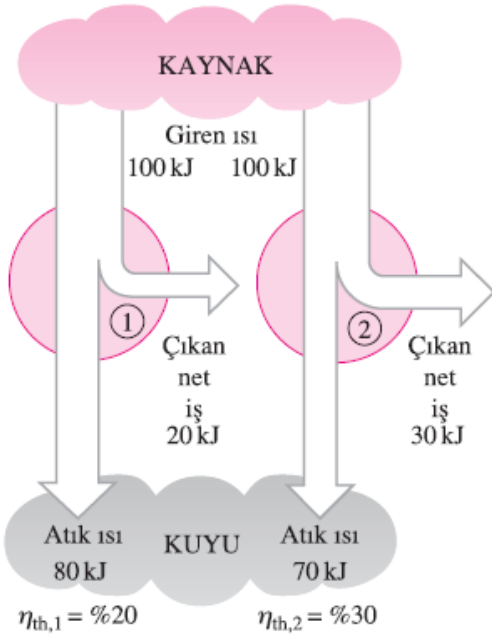 KAYNAK
Giren ısı
100 kJ 100 kJ
1
Çıkan
net
iş
20 kJ
2
Çıkan
net
iş
30 kJ
Atık ısı
80 kJ
KUYU
Atık ısı
70 kJ
ηth,1 = %20
ηth,2 = %30